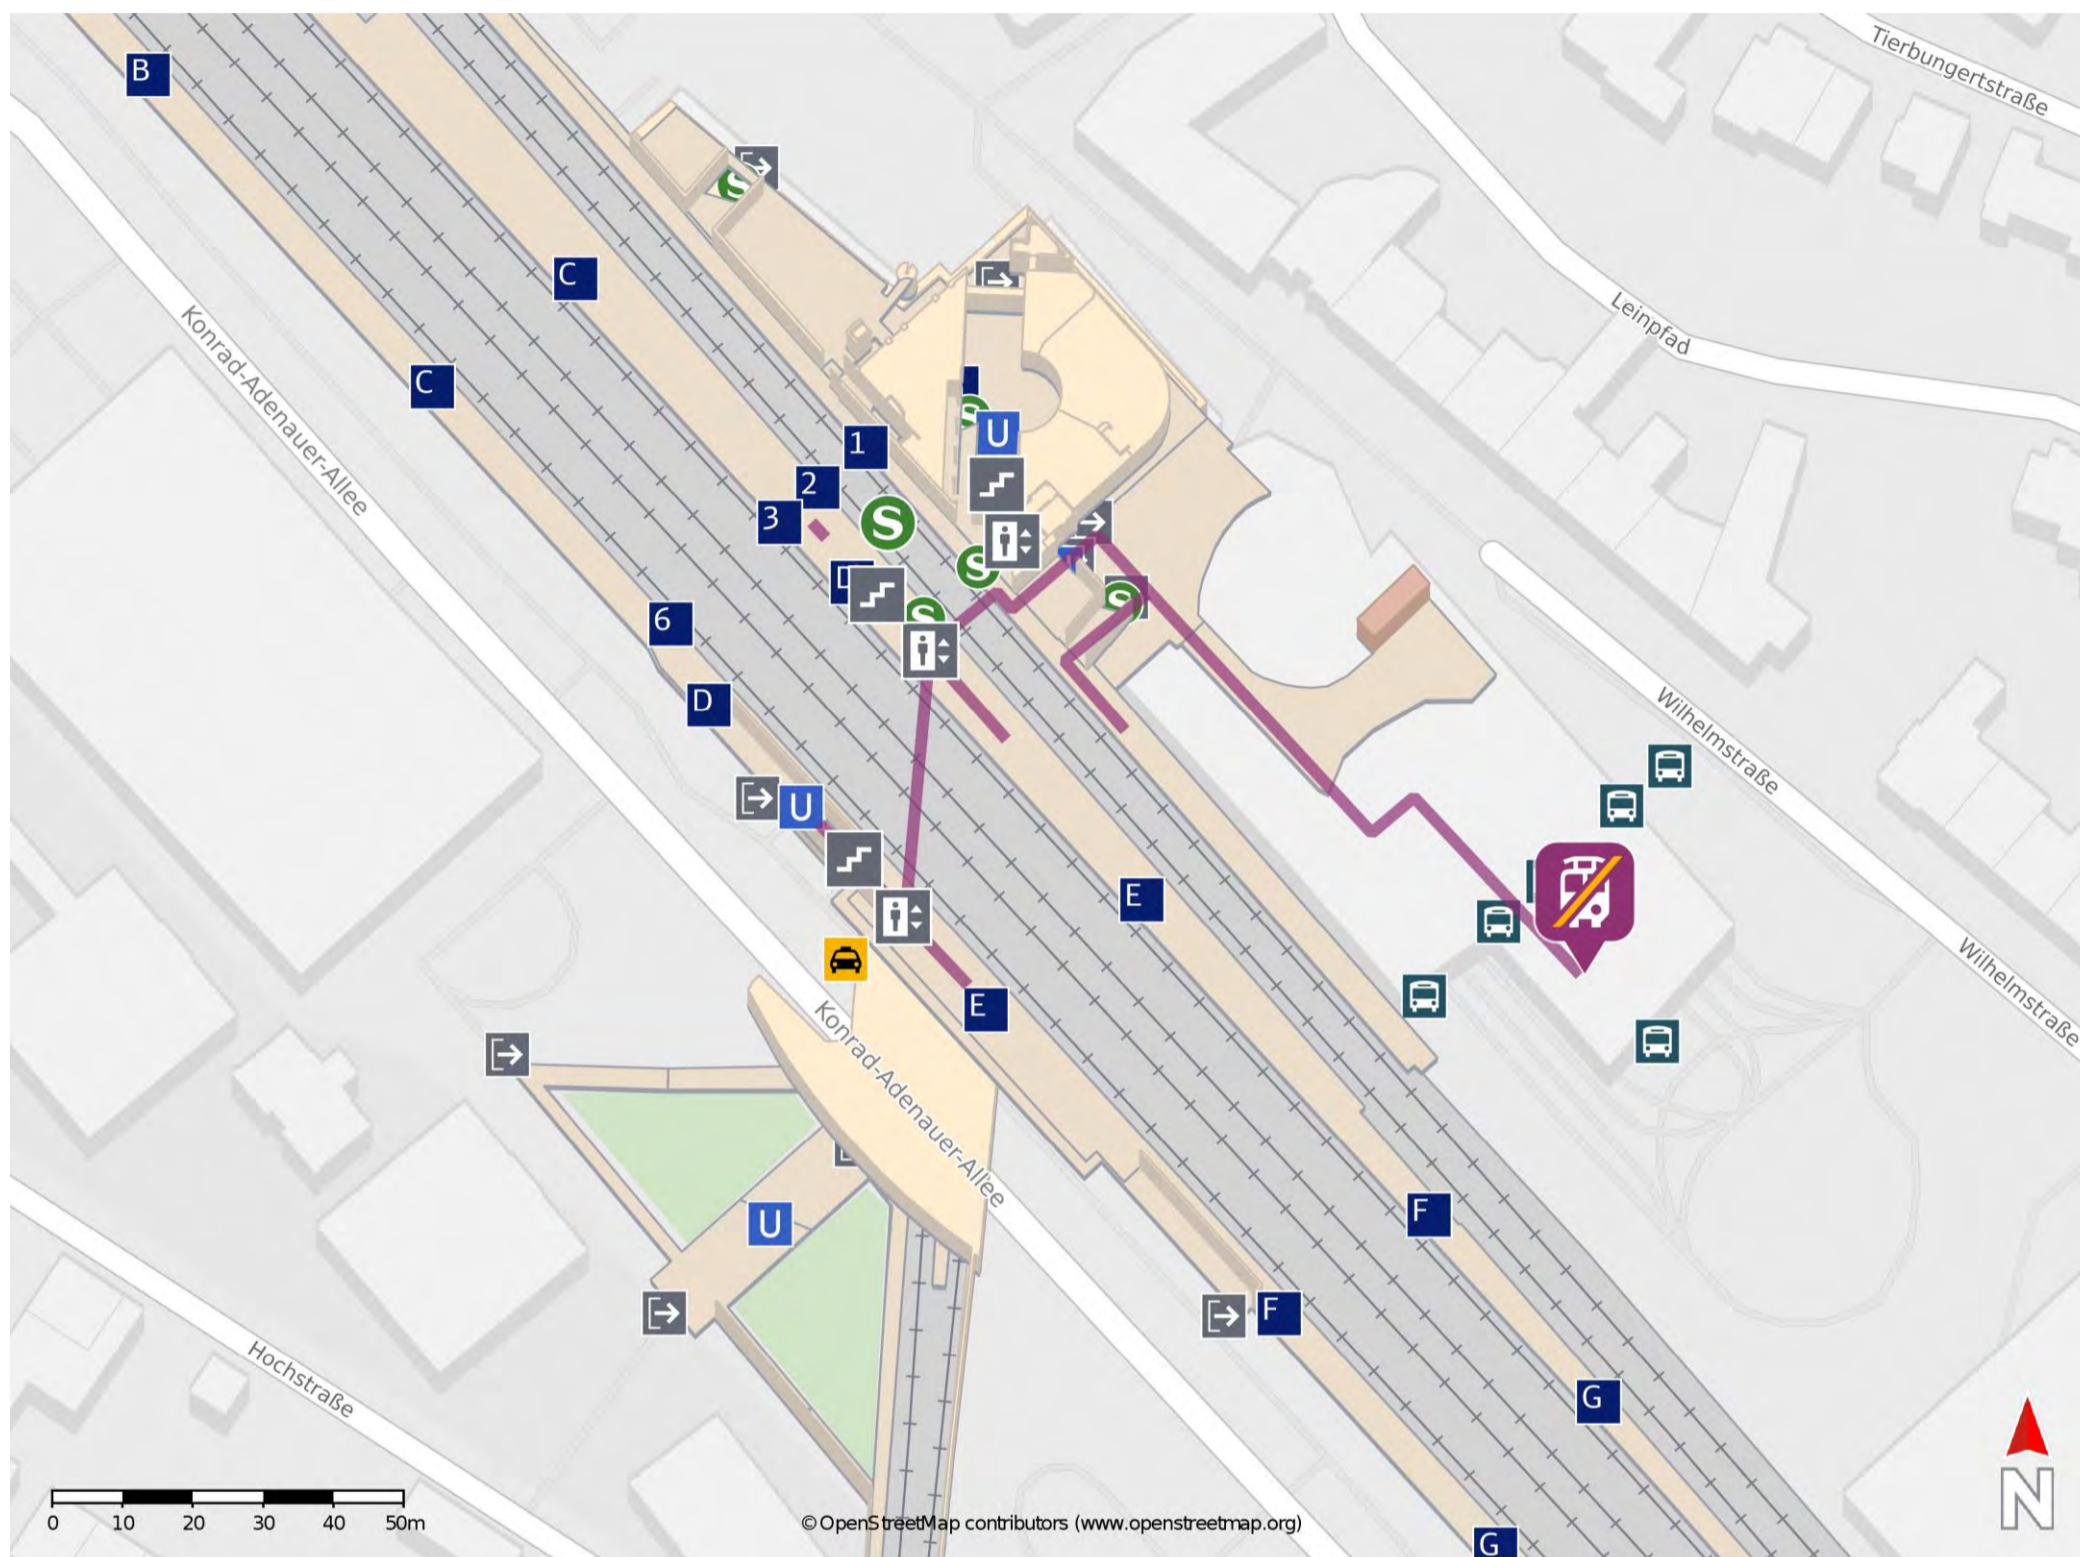 B
Tierbungertstraße
C
Leinpfad
Konrad-Adenauer-Allee
C
U
1
2
3
S
S
D
S
S
6
S
D
Wilhelmstraße
U
E
Wilhelmstraße
E
Konrad-Adenauer-Allee
F
U
F
Hochstraße
G
N
0 10 20 30 40 50m
©OpenStreetMap contributors (www.openstreetmap.org)
G